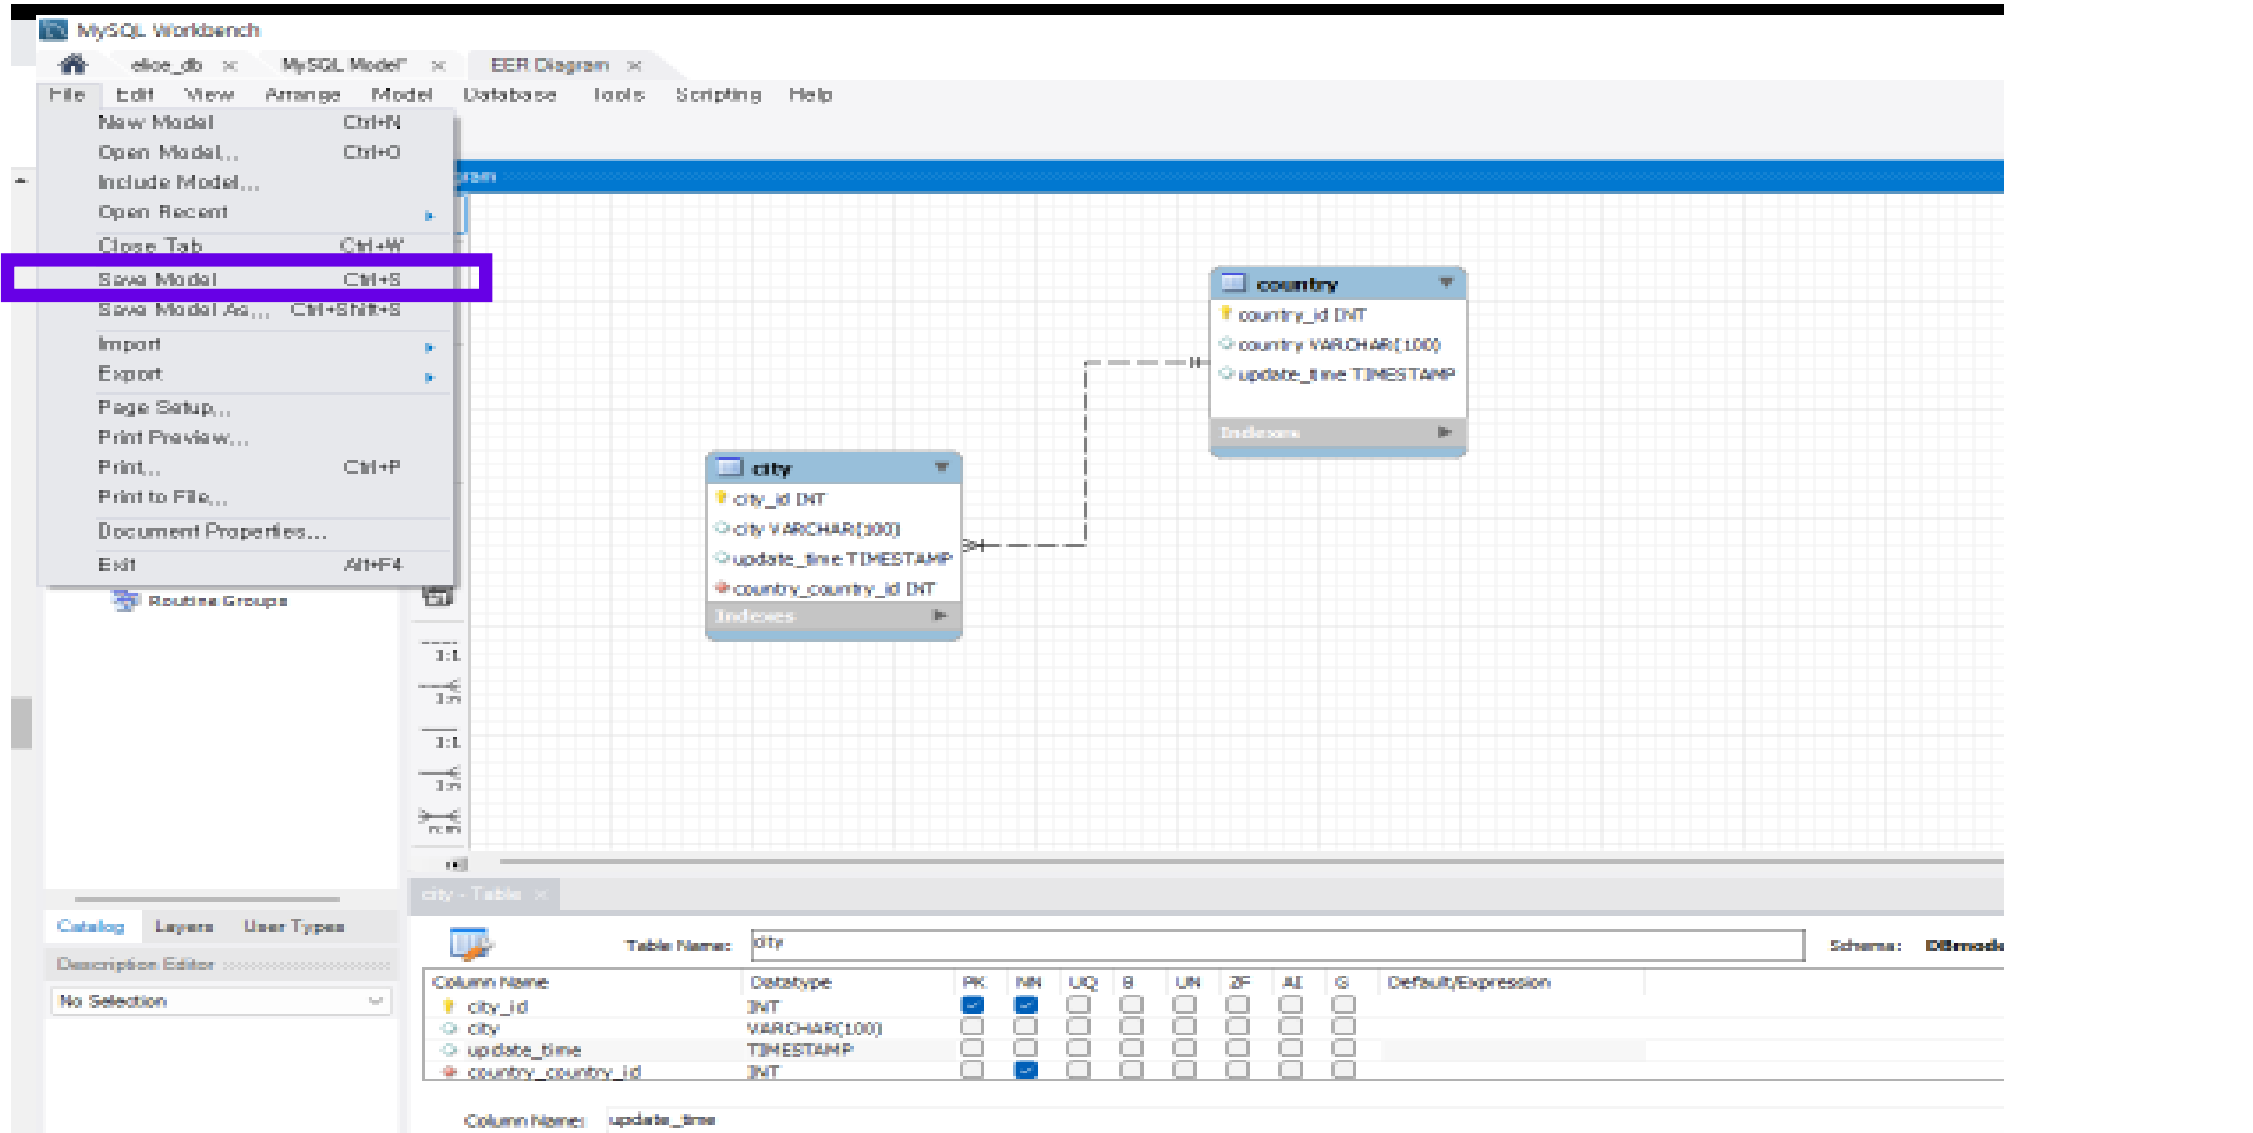 MySQL Workbench
elice_db × MySQL Model* × EER Diagram ×
File Edit View Arrange Model Database Tools Scripting Help
New Model Ctrl+N
Open Model... Ctrl+O
Include Model...
Open Recent
Close Tab Ctrl+W
Save Model Ctrl+S
Save Model As... Ctrl+Shift+S
Import
Export
Page Setup...
Print Preview...
Print... Ctrl+P
Print to File...
Document Properties...
Exit Alt+F4
Routine Groups
gram
country
country_id INT
country VARCHAR(100)
update_time TIMESTAMP
Indexes
city
city_id INT
city VARCHAR(100)
update_time TIMESTAMP
country_country_id INT
Indexes
1:1
1:n
1:1
1:n
n:m
Catalog Layers User Types
Description Editor
No Selection
city - Table ×
Table Name: city Schema: DBmode
Column Name Datatype PK NN UQ B UN ZF AI G Default/Expression
city_id INT
city VARCHAR(100)
update_time TIMESTAMP
country_country_id INT
Column Name: update_time